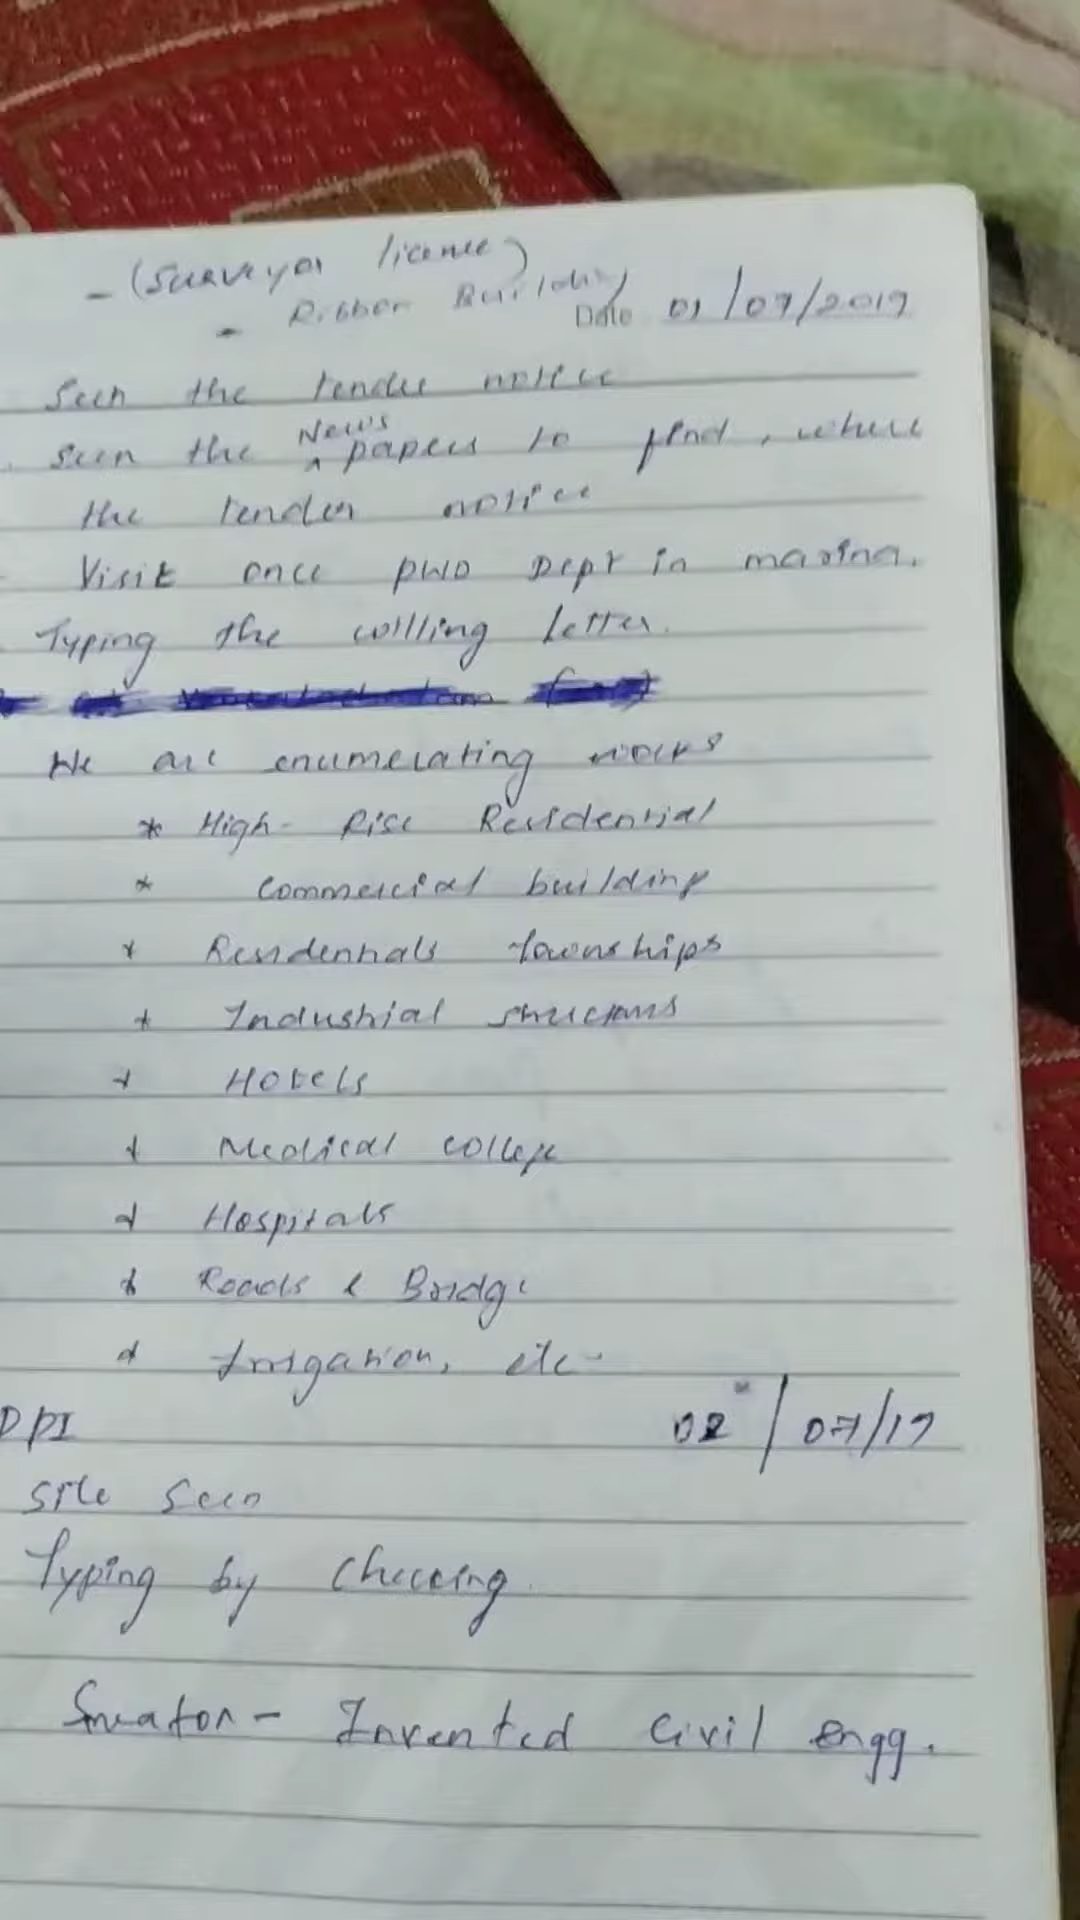 - (Surveyor licence)
- Ribbon Building
Date 01/07/2019
Seen the tender notice
Seen the News papers to find, where
the tender notice
Visit once PWD Dept in marina.
Typing the willing letter.
We are enumerating works
* High-Rise Residential
* Commercial building
* Residentials townships
* Industrial structures
* Hotels
* Medical college
* Hospitals
* Roads & Bridge
* Irrigation, etc-
DPI 02/07/19
Site Seen
Typing by checking.
Smeaton - Invented Civil engg.